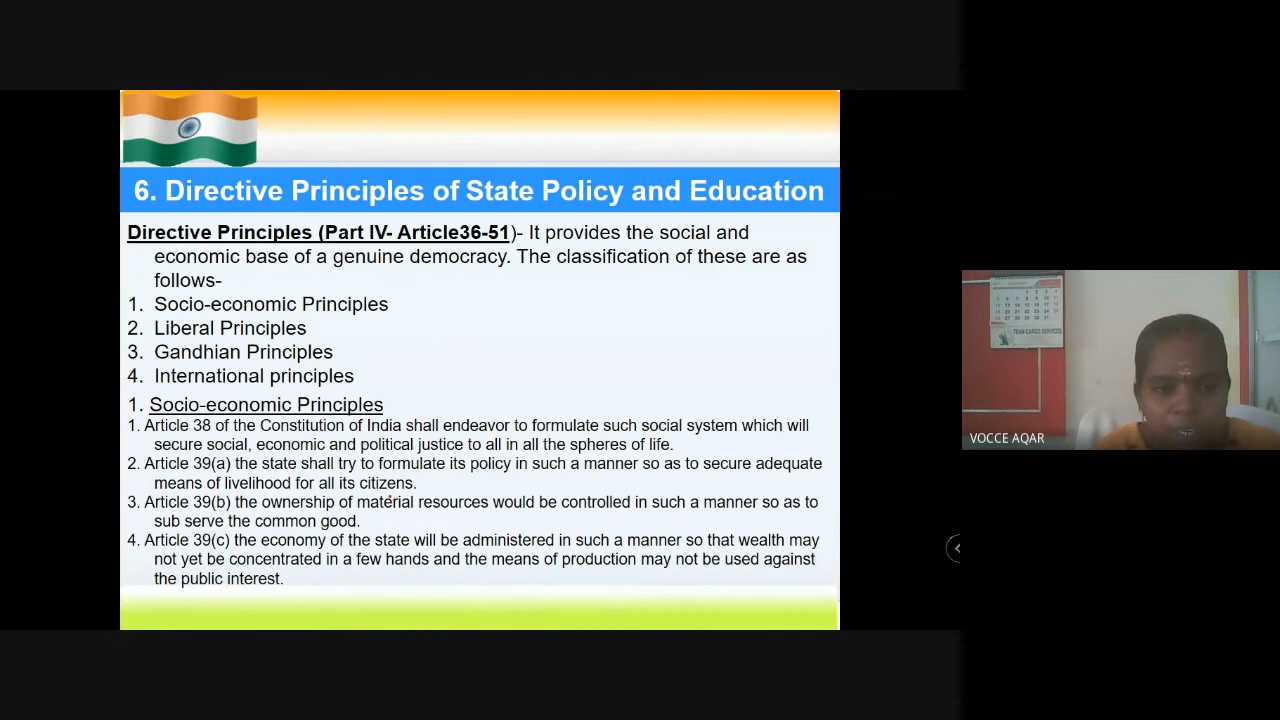 6. Directive Principles of State Policy and Education
Directive Principles (Part IV- Article36-51)- It provides the social and
economic base of a genuine democracy. The classification of these are as
follows-
1. Socio-economic Principles
2. Liberal Principles
3. Gandhian Principles
4. International principles
1. Socio-economic Principles
1. Article 38 of the Constitution of India shall endeavor to formulate such social system which will
secure social, economic and political justice to all in all the spheres of life.
2. Article 39(a) the state shall try to formulate its policy in such a manner so as to secure adequate
means of livelihood for all its citizens.
3. Article 39(b) the ownership of material resources would be controlled in such a manner so as to
sub serve the common good.
4. Article 39(c) the economy of the state will be administered in such a manner so that wealth may
not yet be concentrated in a few hands and the means of production may not be used against
the public interest.
TEAM CARGO SERVICES
VOCCE AQAR